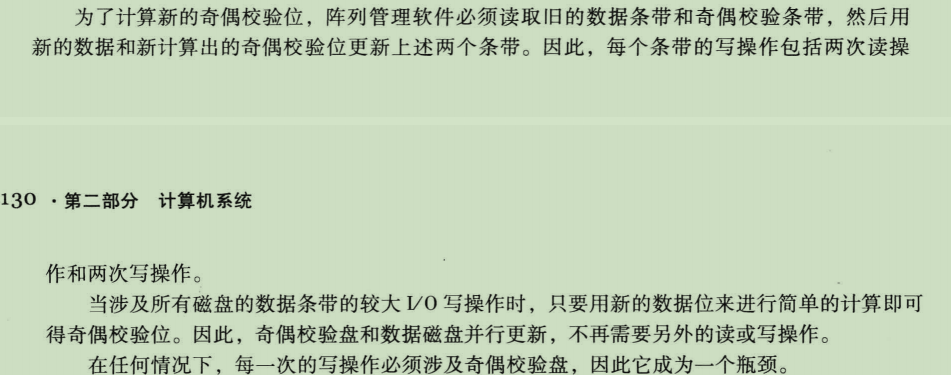 为了计算新的奇偶校验位，阵列管理软件必须读取旧的数据条带和奇偶校验条带，然后用
新的数据和新计算出的奇偶校验位更新上述两个条带。因此，每个条带的写操作包括两次读操
130 ·第二部分 计算机系统
作和两次写操作。
当涉及所有磁盘的数据条带的较大 I/O 写操作时，只要用新的数据位来进行简单的计算即可
得奇偶校验位。因此，奇偶校验盘和数据磁盘并行更新，不再需要另外的读或写操作。
在任何情况下，每一次的写操作必须涉及奇偶校验盘，因此它成为一个瓶颈。